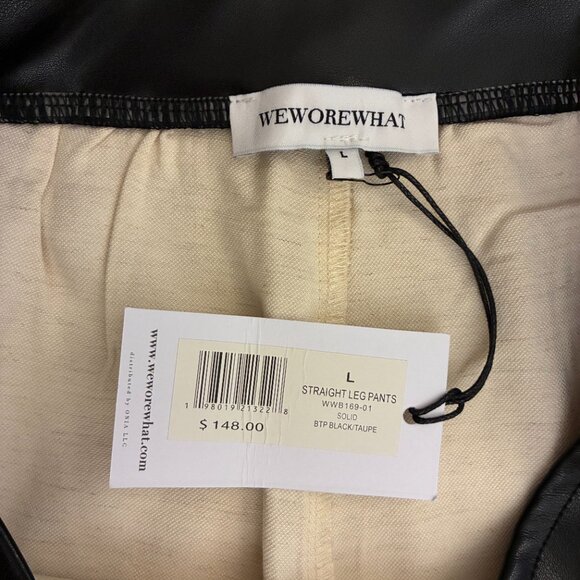 WEWOREWHAT
L
www.weworewhat.com
distributed by ONIA LLC
1 98019 21322 8
$ 148.00
L
STRAIGHT LEG PANTS
WWB169-01
SOLID
BTP BLACK/TAUPE